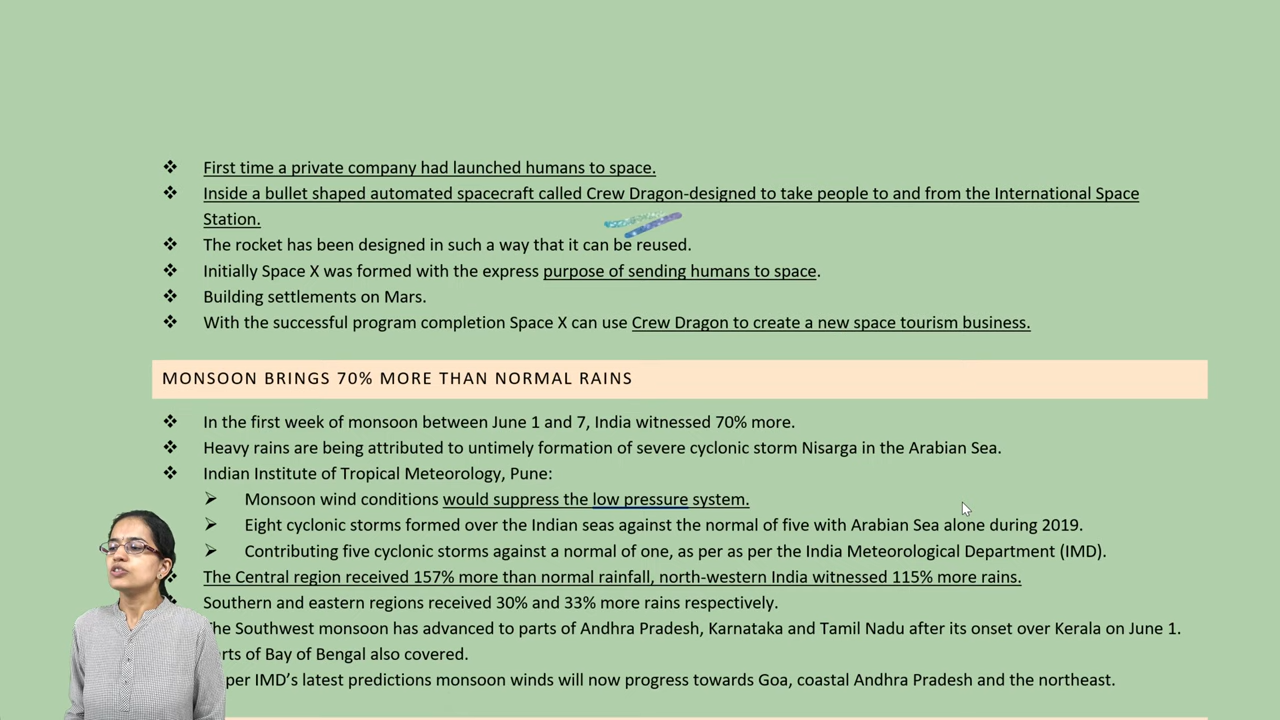 ❖ First time a private company had launched humans to space.
❖ Inside a bullet shaped automated spacecraft called Crew Dragon-designed to take people to and from the International Space
Station.
❖ The rocket has been designed in such a way that it can be reused.
❖ Initially Space X was formed with the express purpose of sending humans to space.
❖ Building settlements on Mars.
❖ With the successful program completion Space X can use Crew Dragon to create a new space tourism business.
MONSOON BRINGS 70% MORE THAN NORMAL RAINS
❖ In the first week of monsoon between June 1 and 7, India witnessed 70% more.
❖ Heavy rains are being attributed to untimely formation of severe cyclonic storm Nisarga in the Arabian Sea.
❖ Indian Institute of Tropical Meteorology, Pune:
➢ Monsoon wind conditions would suppress the low pressure system.
➢ Eight cyclonic storms formed over the Indian seas against the normal of five with Arabian Sea alone during 2019.
➢ Contributing five cyclonic storms against a normal of one, as per as per the India Meteorological Department (IMD).
❖ The Central region received 157% more than normal rainfall, north-western India witnessed 115% more rains.
Southern and eastern regions received 30% and 33% more rains respectively.
The Southwest monsoon has advanced to parts of Andhra Pradesh, Karnataka and Tamil Nadu after its onset over Kerala on June 1.
of Bay of Bengal also covered.
per IMD's latest predictions monsoon winds will now progress towards Goa, coastal Andhra Pradesh and the northeast.